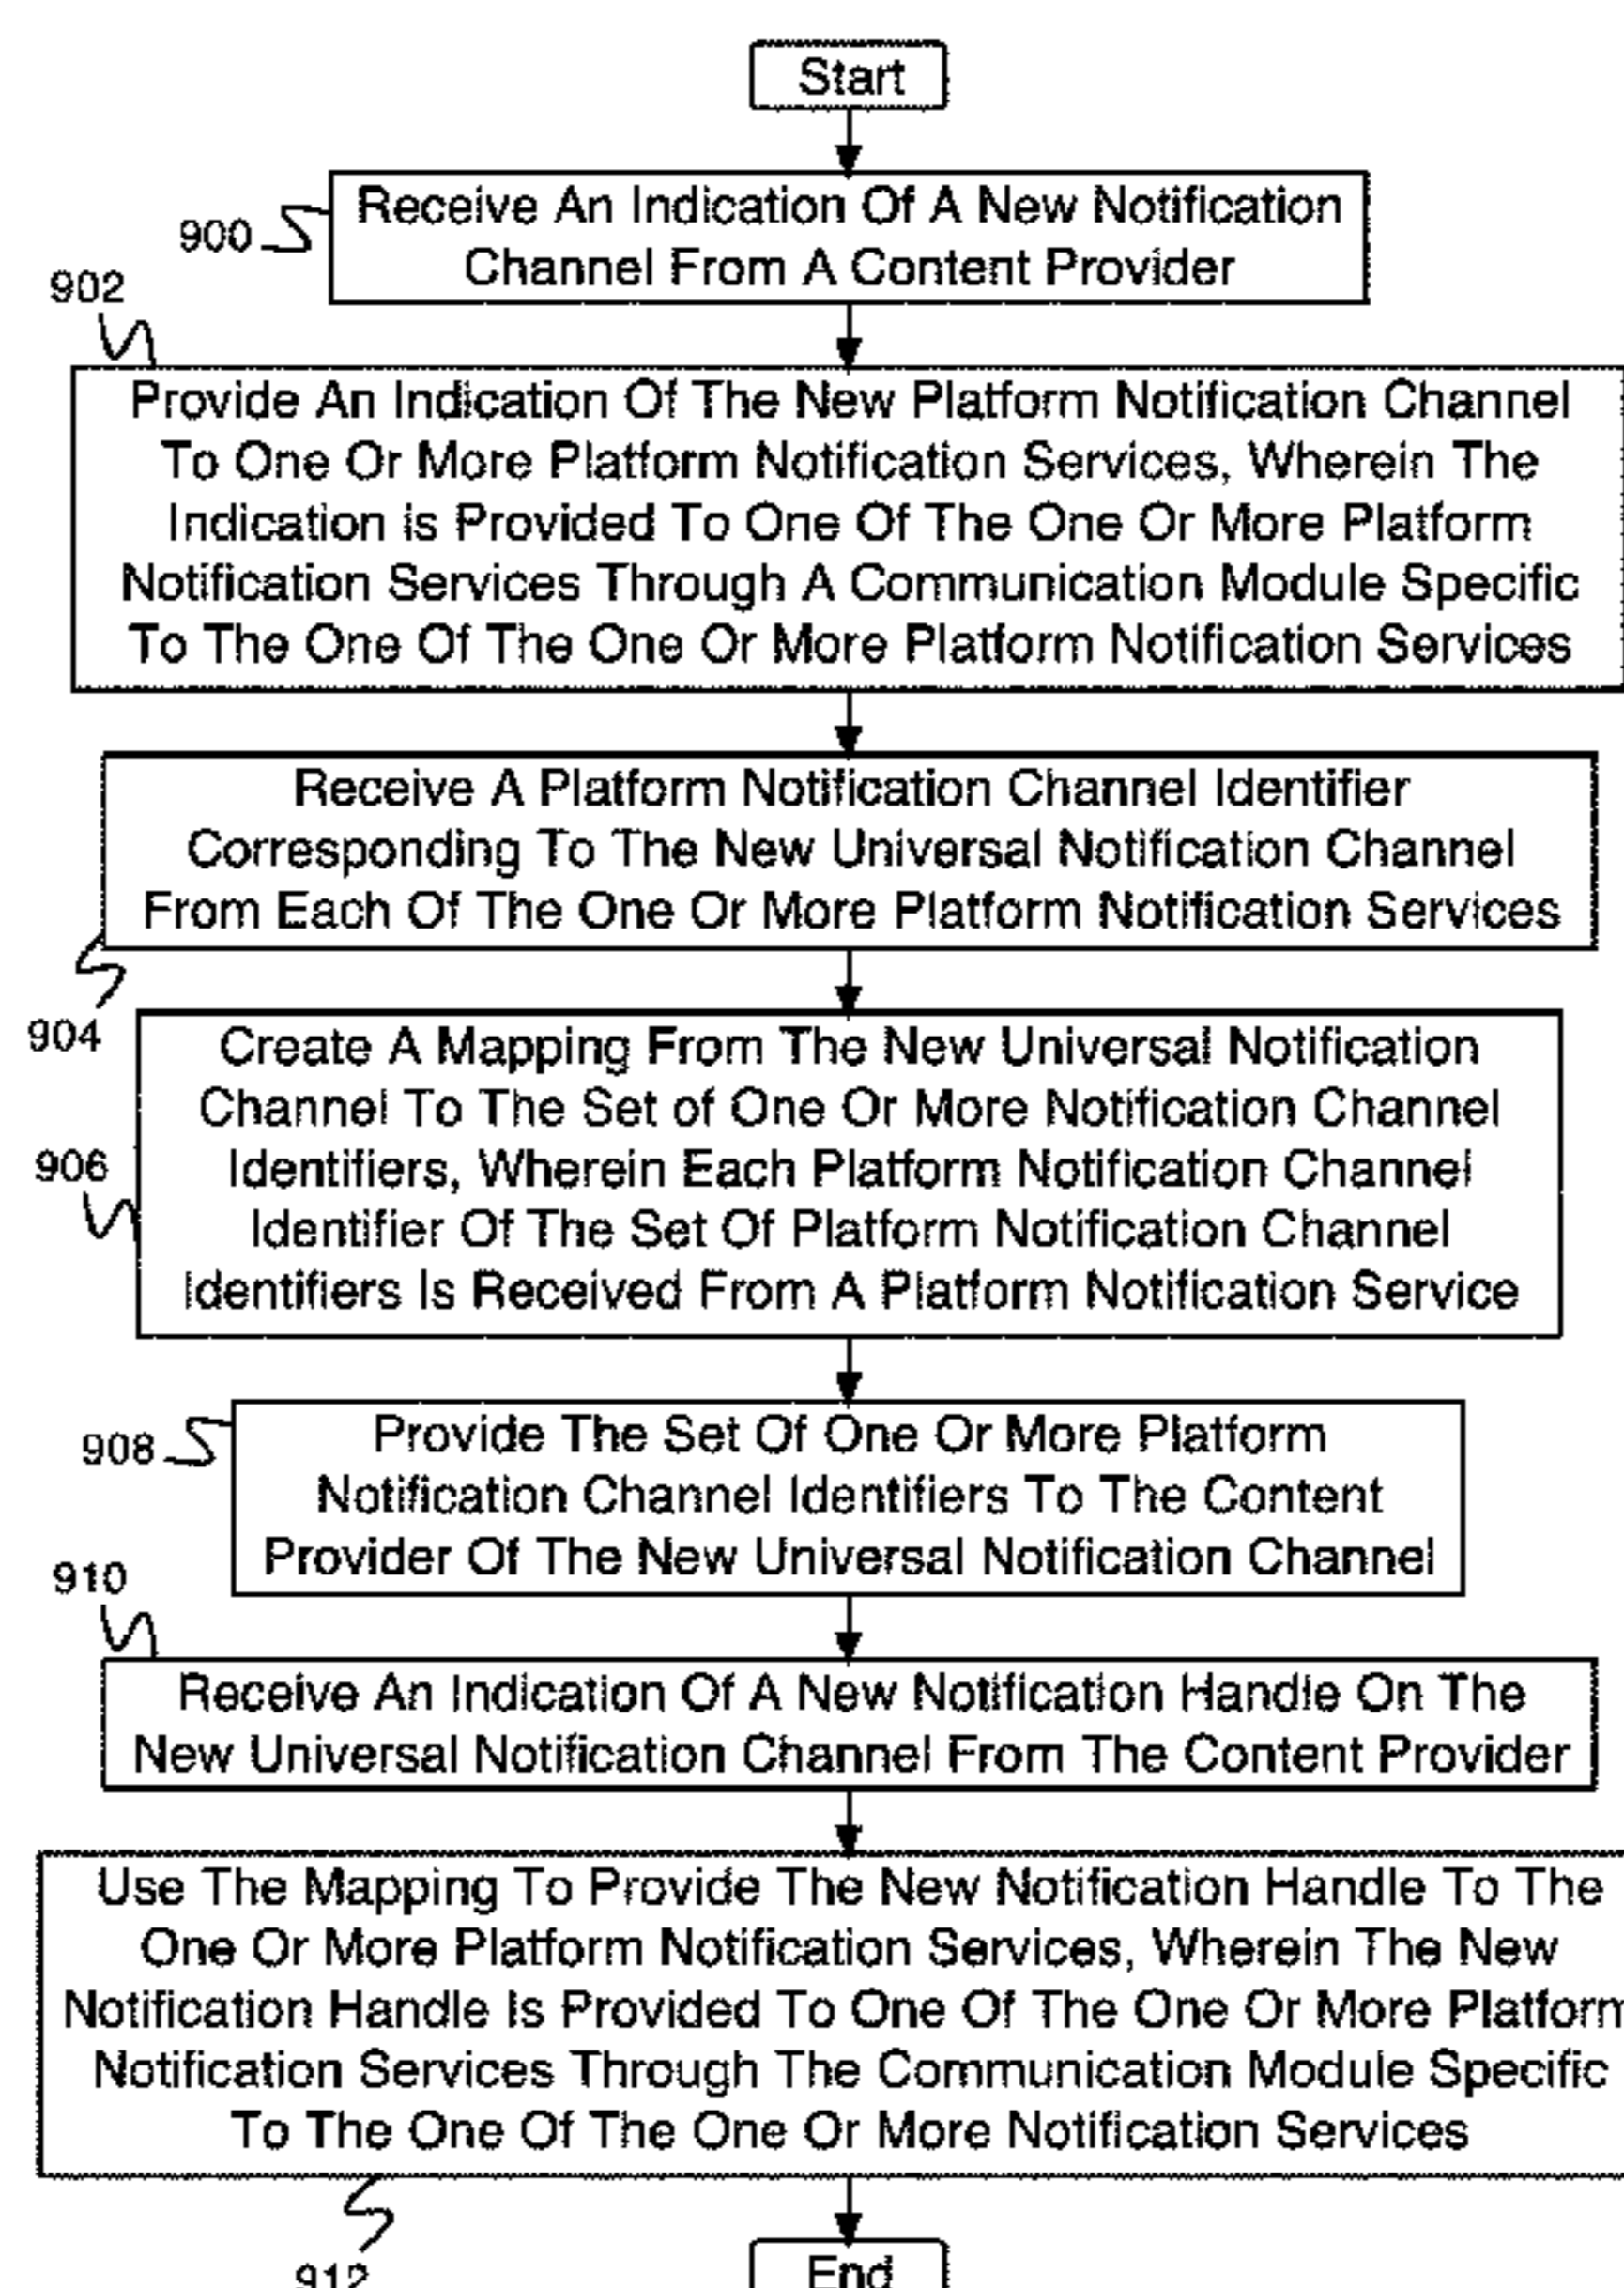 Start
900
Receive An Indication Of A New Notification
Channel From A Content Provider
902
Provide An Indication Of The New Platform Notification Channel
To One Or More Platform Notification Services, Wherein The
Indication is Provided To One Of The One Or More Platform
Notification Services Through A Communication Module Specific
To The One Of The One Or More Platform Notification Services
Receive A Platform Notification Channel Identifier
Corresponding To The New Universal Notification Channel
From Each Of The One Or More Platform Notification Services
904
Create A Mapping From The New Universal Notification
Channel To The Set of One Or More Notification Channel
Identifiers, Wherein Each Platform Notification Channel
Identifier Of The Set Of Platform Notification Channel
Identifiers Is Received From A Platform Notification Service
906
908
Provide The Set Of One Or More Platform
Notification Channel Identifiers To The Content
Provider Of The New Universal Notification Channel
910
Receive An Indication Of A New Notification Handle On The
New Universal Notification Channel From The Content Provider
Use The Mapping To Provide The New Notification Handle To The
One Or More Platform Notification Services, Wherein The New
Notification Handle Is Provided To One Of The One Or More Platform
Notification Services Through The Communication Module Specific
To The One Of The One Or More Notification Services
912
End